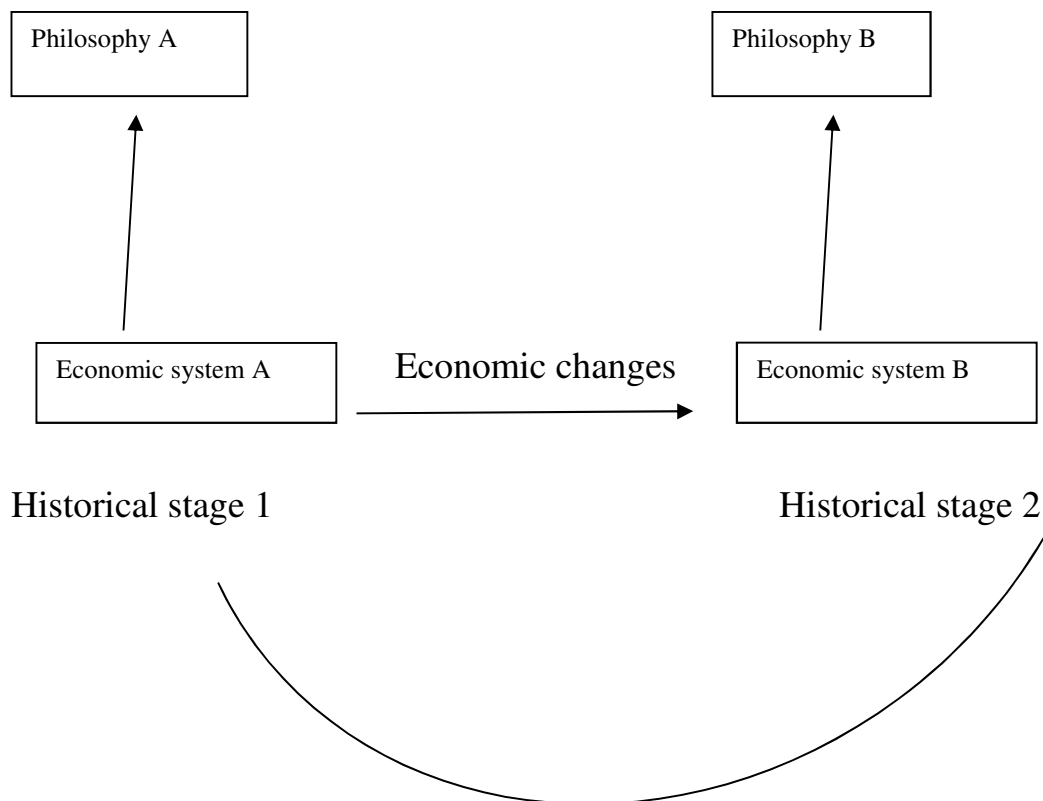 Philosophy A
Philosophy B
Economic system A
Economic changes
Economic system B
Historical stage 1
Historical stage 2